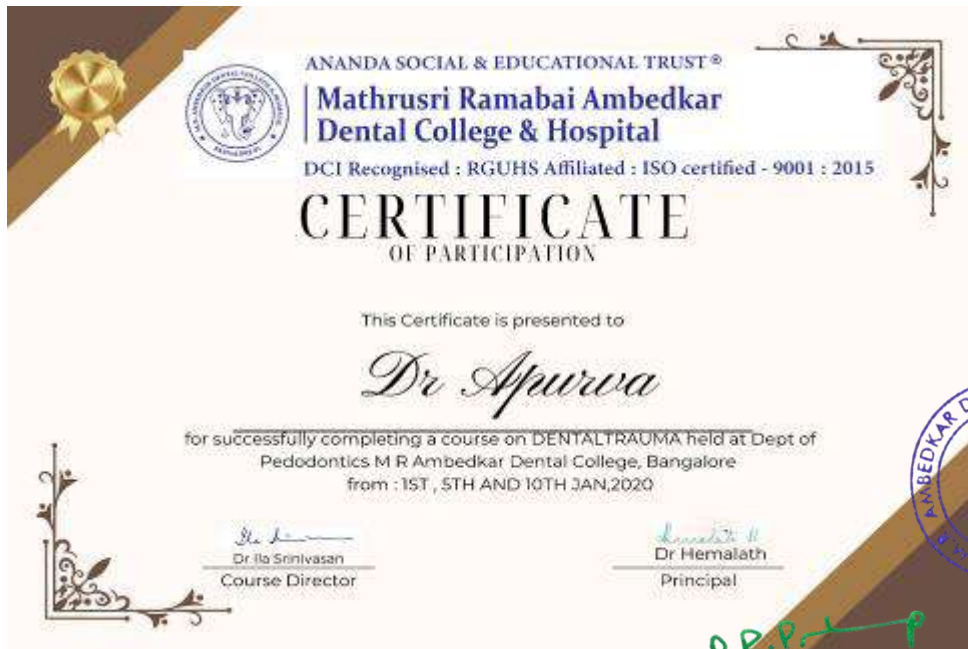 ANANDA SOCIAL & EDUCATIONAL TRUST®
Mathrusri Ramabai Ambedkar
Dental College & Hospital
DCI Recognised : RGUHS Affiliated : ISO certified - 9001 : 2015
CERTIFICATE
OF PARTICIPATION
This Certificate is presented to
Dr Apurva
for successfully completing a course on DENTALTRAUMA held at Dept of
Pedodontics M R Ambedkar Dental College, Bangalore
from : 1ST , 5TH AND 10TH JAN,2020
Dr Ila Srinivasan
Course Director
Hemalatha
Dr Hemalath
Principal
AMBEDKAR D